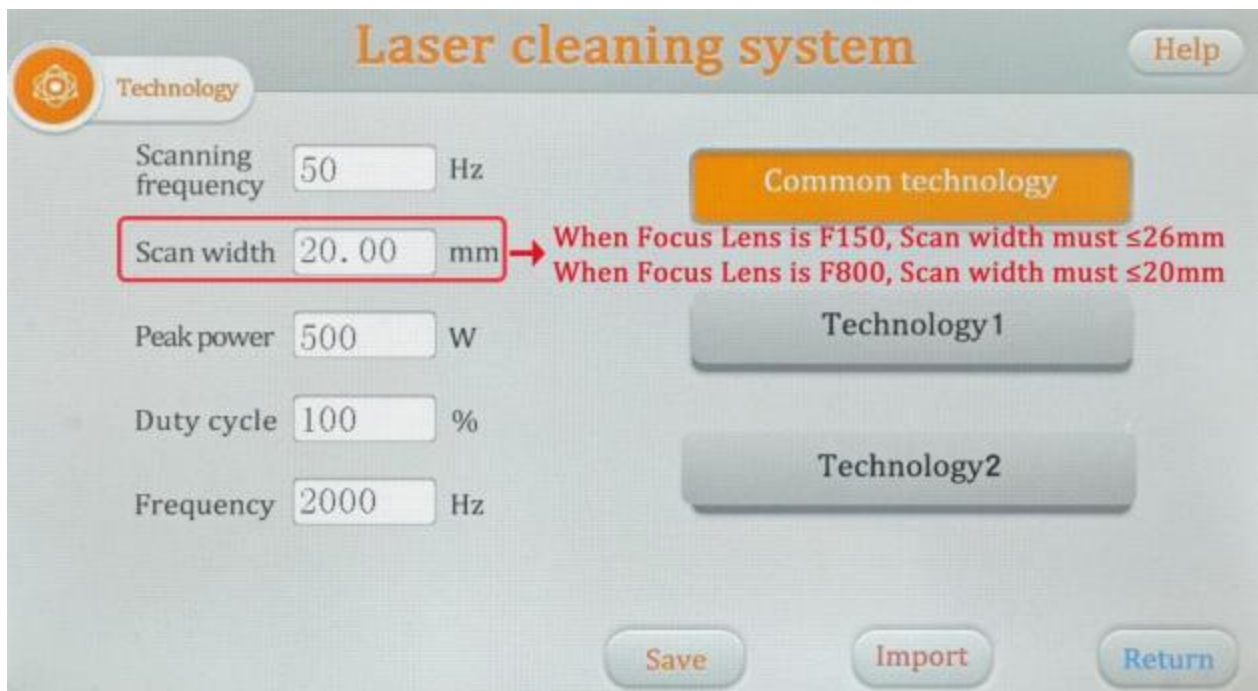 Laser cleaning system
Help
Technology
Scanning frequency 50 Hz
Common technology
Scan width 20.00 mm
When Focus Lens is F150, Scan width must ≤26mm
When Focus Lens is F800, Scan width must ≤20mm
Peak power 500 W
Technology1
Duty cycle 100 %
Technology2
Frequency 2000 Hz
Save
Import
Return